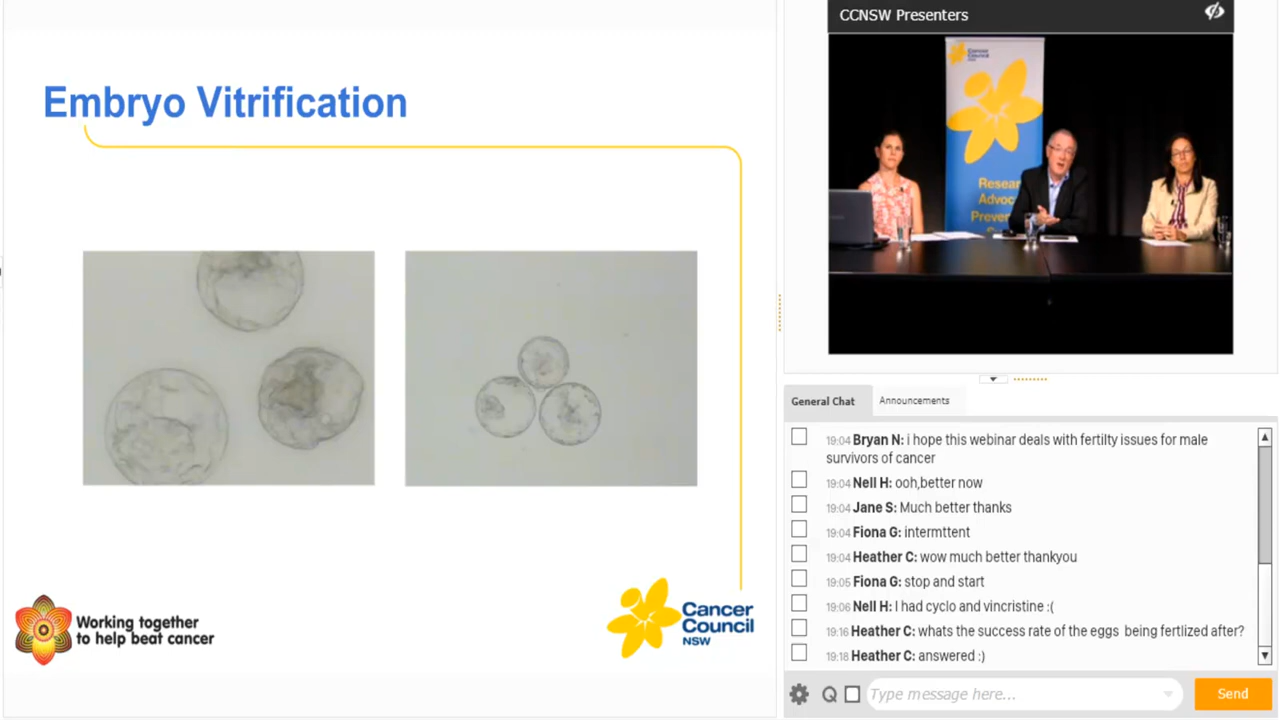 Embryo Vitrification
Working together
to help beat cancer
Cancer
Council
NSW
CCNSW Presenters
Cancer
Council
General Chat
Announcements
19:04 Bryan N: i hope this webinar deals with fertilty issues for male
survivors of cancer
19:04 Nell H: ooh,better now
19:04 Jane S: Much better thanks
19:04 Fiona G: intermttent
19:04 Heather C: wow much better thankyou
19:05 Fiona G: stop and start
19:06 Nell H: I had cyclo and vincristine :(
19:16 Heather C: whats the success rate of the eggs being fertlized after?
19:18 Heather C: answered :)
Q
Type message here...
Send